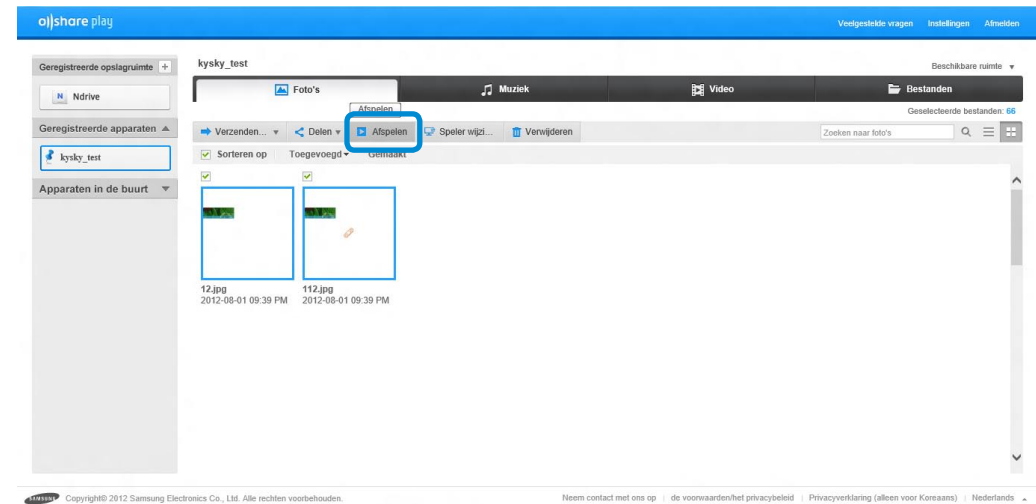 allshare play
Veelgestelde vragen Instellingen Afmelden
Geregistreerde opslagruimte +
N Ndrive
Geregistreerde apparaten
kysky_test
Apparaten in de buurt
kysky_test
Beschikbare ruimte
Foto's Muziek Video Bestanden
Afspelen
Geselecteerde bestanden: 66
Verzenden... Delen Afspelen Speler wijzi... Verwijderen
Zoeken naar foto's
Sorteren op Toegevoegd Gemaakt
12.jpg 112.jpg
2012-08-01 09:39 PM 2012-08-01 09:39 PM
SAMSUNG Copyright© 2012 Samsung Electronics Co., Ltd. Alle rechten voorbehouden.
Neem contact met ons op | de voorwaarden/het privacybeleid | Privacyverklaring (alleen voor Koreaans) | Nederlands